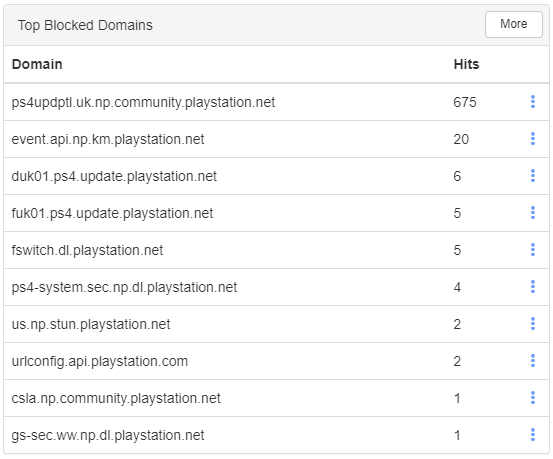 Top Blocked Domains More
Domain Hits
ps4updptl.uk.np.community.playstation.net 675
event.api.np.km.playstation.net 20
duk01.ps4.update.playstation.net 6
fuk01.ps4.update.playstation.net 5
fswitch.dl.playstation.net 5
ps4-system.sec.np.dl.playstation.net 4
us.np.stun.playstation.net 2
urlconfig.api.playstation.com 2
csla.np.community.playstation.net 1
gs-sec.ww.np.dl.playstation.net 1